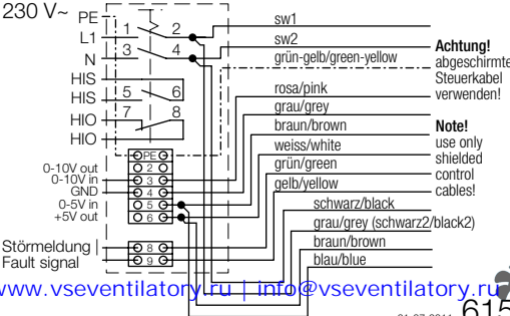 230 V~
PE
L1
N
HIS
HIS
HIO
HIO
1 2
3 4
5 6
7 8
PE
2
3
4
5
6
8
9
0-10V out
0-10V in
GND
0-5V in
+5V out
Störmeldung
Fault signal
sw1
sw2
grün-gelb/green-yellow
rosa/pink
grau/grey
braun/brown
weiss/white
grün/green
gelb/yellow
schwarz/black
grau/grey (schwarz2/black2)
braun/brown
blau/blue
Achtung!
abgeschirmte
Steuerkabel
verwenden!
Note!
use only
shielded
control
cables!
www.vseventilatory.ru | info@vseventilatory.ru
615